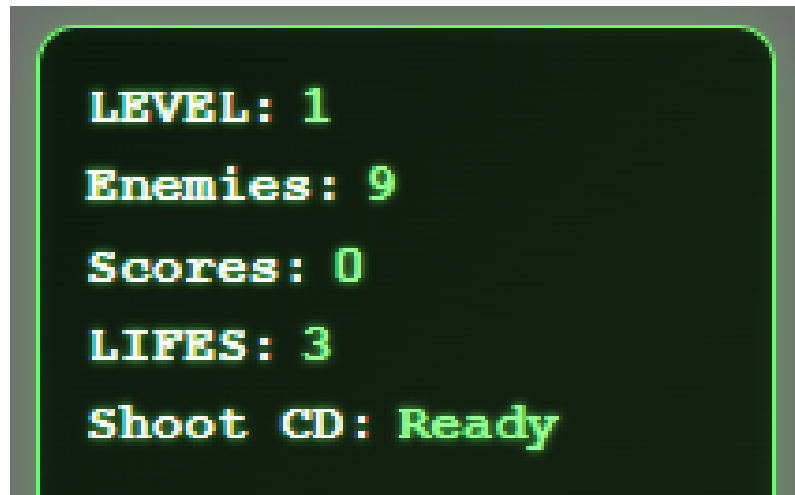 LEVEL: 1
Enemies: 9
Scores: 0
LIFES: 3
Shoot CD: Ready